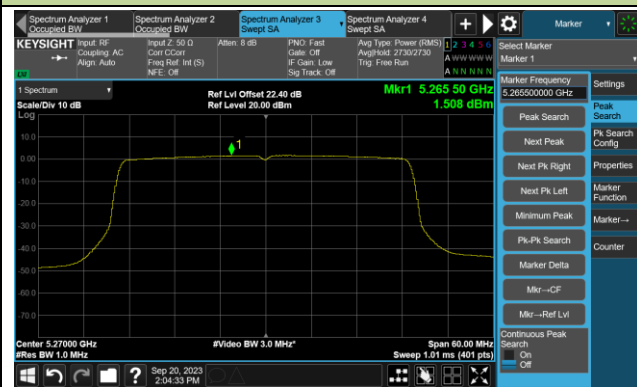 Spectrum Analyzer 1
Occupied BW
Spectrum Analyzer 2
Occupied BW
Spectrum Analyzer 3
Swept SA
Spectrum Analyzer 4
Swept SA
+
Marker
KEYSIGHT
Input: RF
Coupling: AC
Align: Auto
Input Z: 50 Ω
Corr CCorr
Freq Ref: Int (S)
NFE: Off
Atten: 8 dB
PNO: Fast
Gate: Off
IF Gain: Low
Sig Track: Off
Avg Type: Power (RMS)
Avg|Hold: 2730/2730
Trig: Free Run
1 2 3 4 5 6
A W W W W W
A N N N N N
Select Marker
Marker 1
LXI
1 Spectrum
Scale/Div 10 dB
Log
Ref Lvl Offset 22.40 dB
Ref Level 20.00 dBm
Mkr1 5.265 50 GHz
1.508 dBm
10.0
0.00
-10.0
-20.0
-30.0
-40.0
-50.0
-60.0
-70.0
1
Center 5.27000 GHz
#Res BW 1.0 MHz
#Video BW 3.0 MHz*
Span 60.00 MHz
Sweep 1.01 ms (401 pts)
Marker Frequency
5.265500000 GHz
Peak Search
Next Peak
Next Pk Right
Next Pk Left
Minimum Peak
Pk-Pk Search
Marker Delta
Mkr→CF
Mkr→Ref Lvl
Continuous Peak
Search
On
Off
Settings
Peak
Search
Pk Search
Config
Properties
Marker
Function
Marker→
Counter
?
Sep 20, 2023
2:04:33 PM